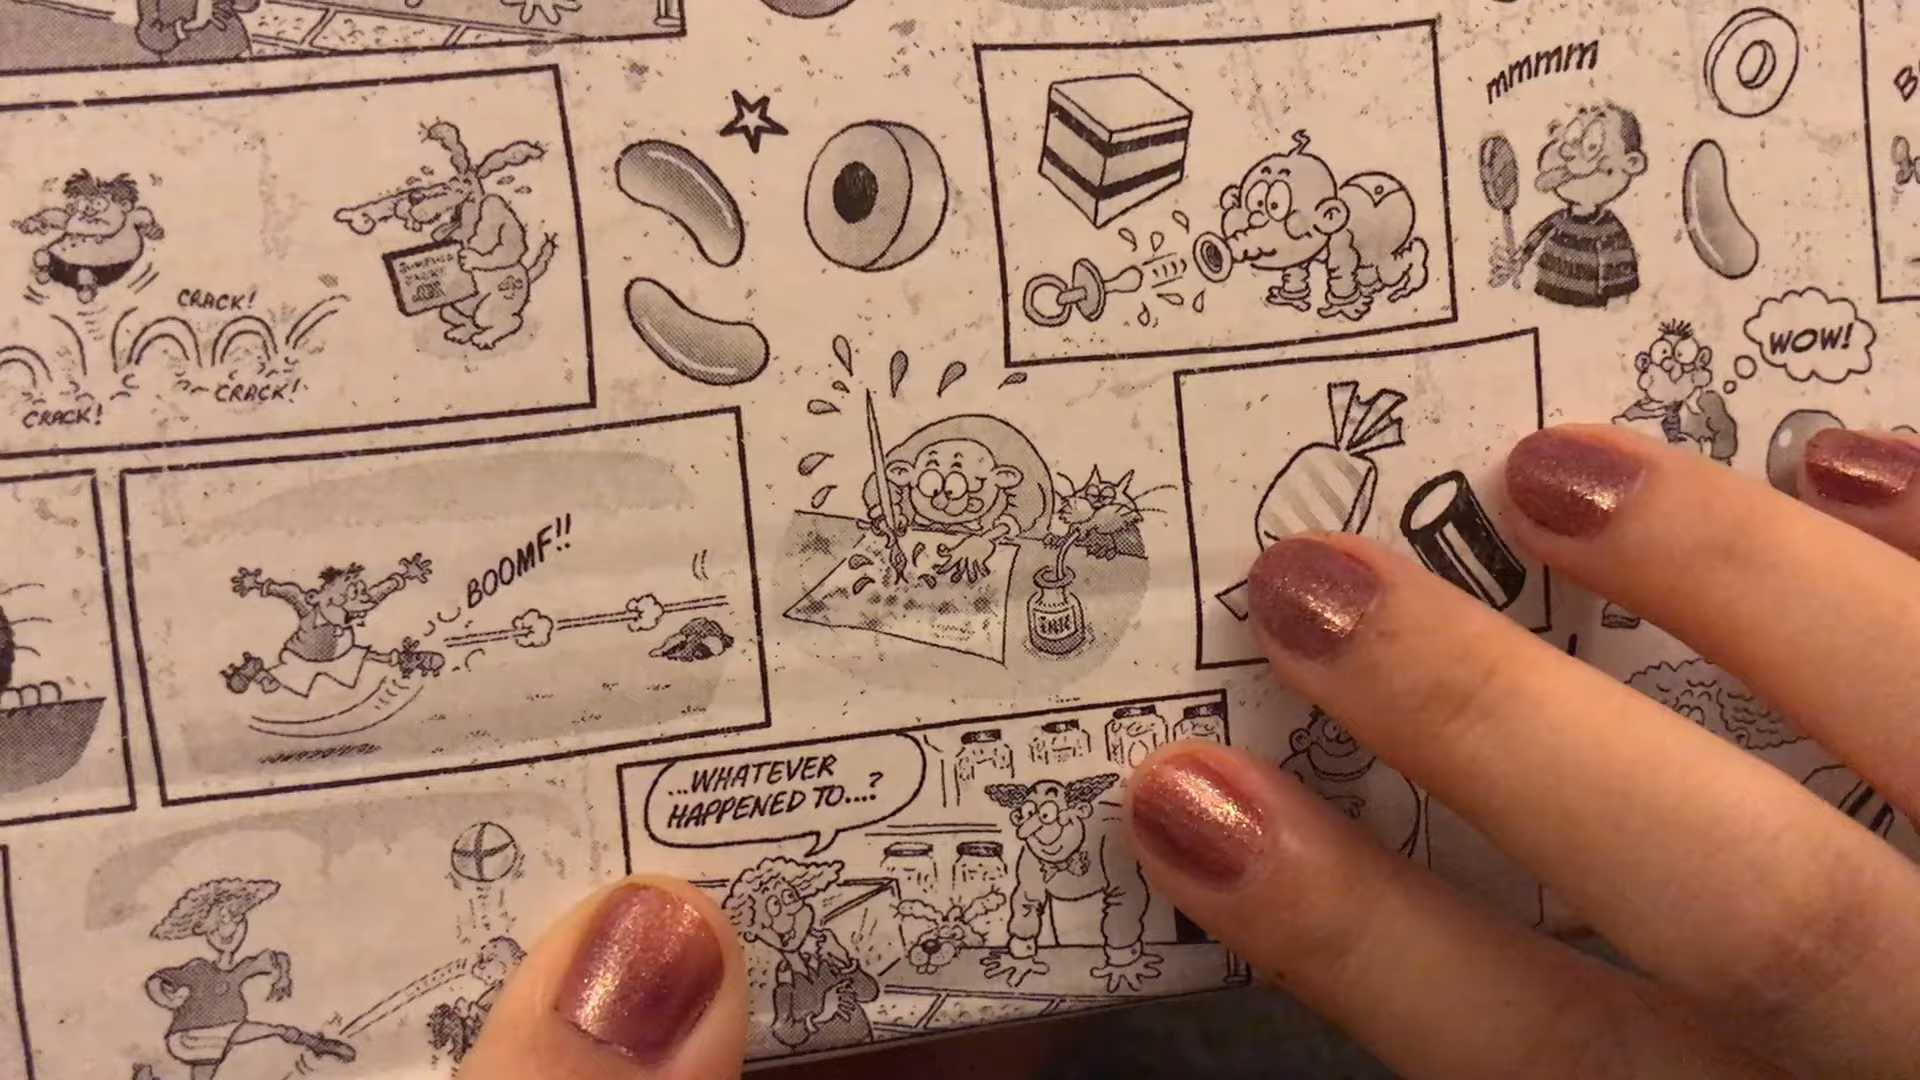 mmmm
CRACK!
CRACK!
CRACK!
WOW!
BOOMF!!
INK
...WHATEVER
HAPPENED TO...?